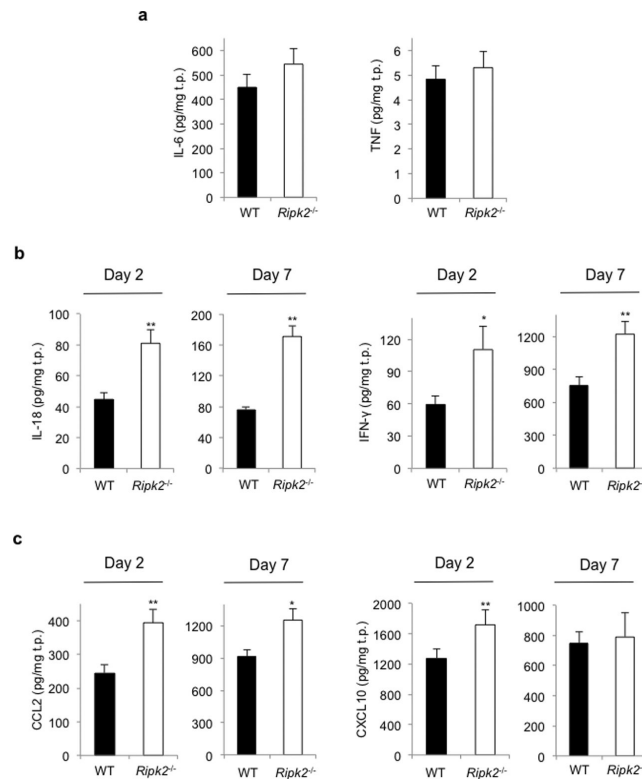 a
IL-6 (pg/mg t.p.)
600
500
400
300
200
100
0
WT Ripk2-/-
TNF (pg/mg t.p.)
6
5
4
3
2
1
0
WT Ripk2-/-
b
Day 2
IL-18 (pg/mg t.p.)
80
60
40
20
0
**
WT Ripk2-/-
Day 7
200
160
120
80
40
0
**
WT Ripk2-/-
Day 2
IFN-γ (pg/mg t.p.)
120
90
60
30
0
*
WT Ripk2-/-
Day 7
1200
900
600
300
0
**
WT Ripk2-
c
Day 2
CCL2 (pg/mg t.p.)
400
300
200
100
0
**
WT Ripk2-/-
Day 7
1200
900
600
300
0
*
WT Ripk2-/-
Day 2
CXCL10 (pg/mg t.p.)
2000
1600
1200
800
400
0
**
WT Ripk2-/-
Day 7
1000
800
600
400
200
0
WT Ripk2-